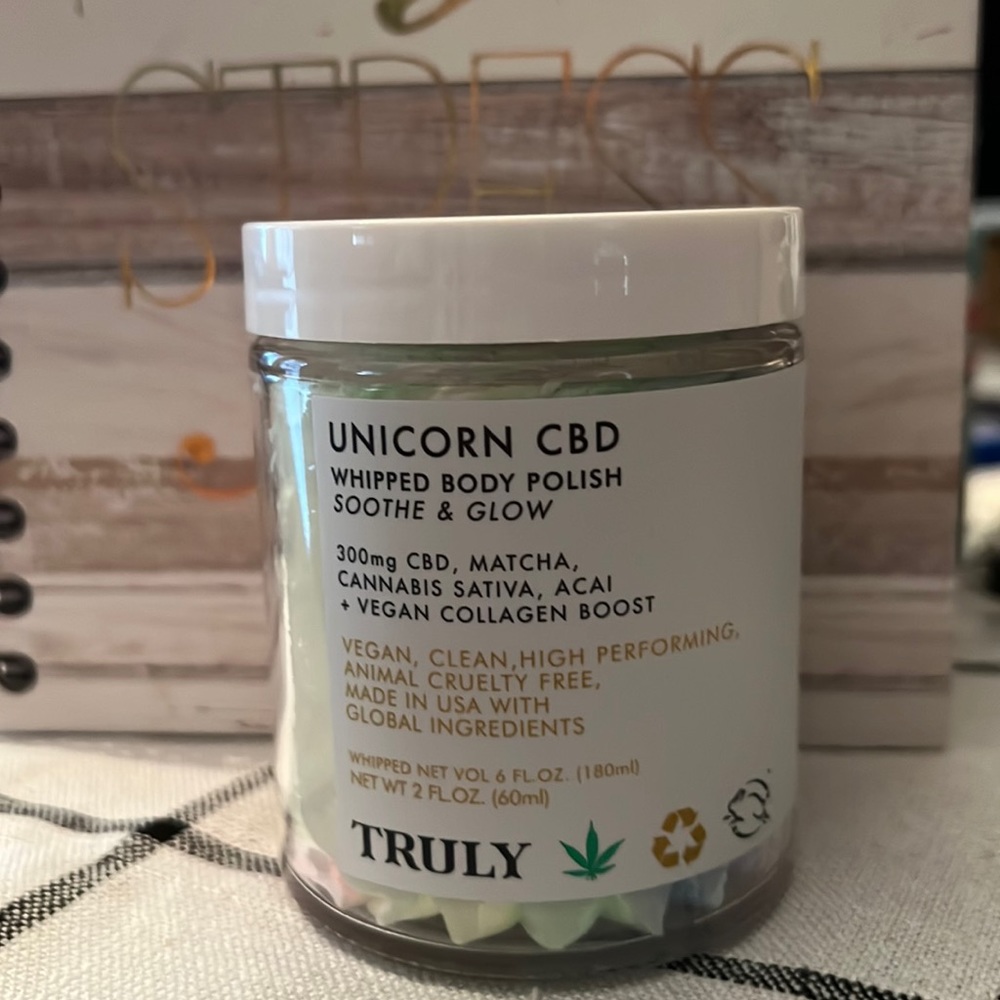 STRESS
UNICORN CBD
WHIPPED BODY POLISH
SOOTHE & GLOW
300mg CBD, MATCHA,
CANNABIS SATIVA, ACAI
+ VEGAN COLLAGEN BOOST
VEGAN, CLEAN,HIGH PERFORMING,
ANIMAL CRUELTY FREE,
MADE IN USA WITH
GLOBAL INGREDIENTS
WHIPPED NET VOL 6 FL.OZ. (180ml)
NET WT 2 FL.OZ. (60ml)
TRULY